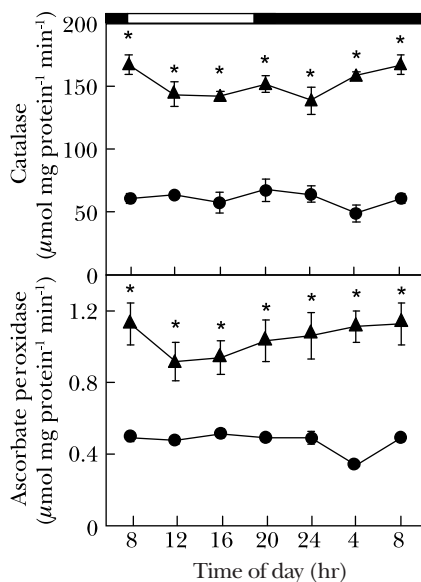 Catalase
(μmol mg protein⁻¹ min⁻¹)
200
150
100
50
0
* * * * * * *
Ascorbate peroxidase
(μmol mg protein⁻¹ min⁻¹)
1.2
0.8
0.4
0
* * * * * * *
8 12 16 20 24 4 8
Time of day (hr)